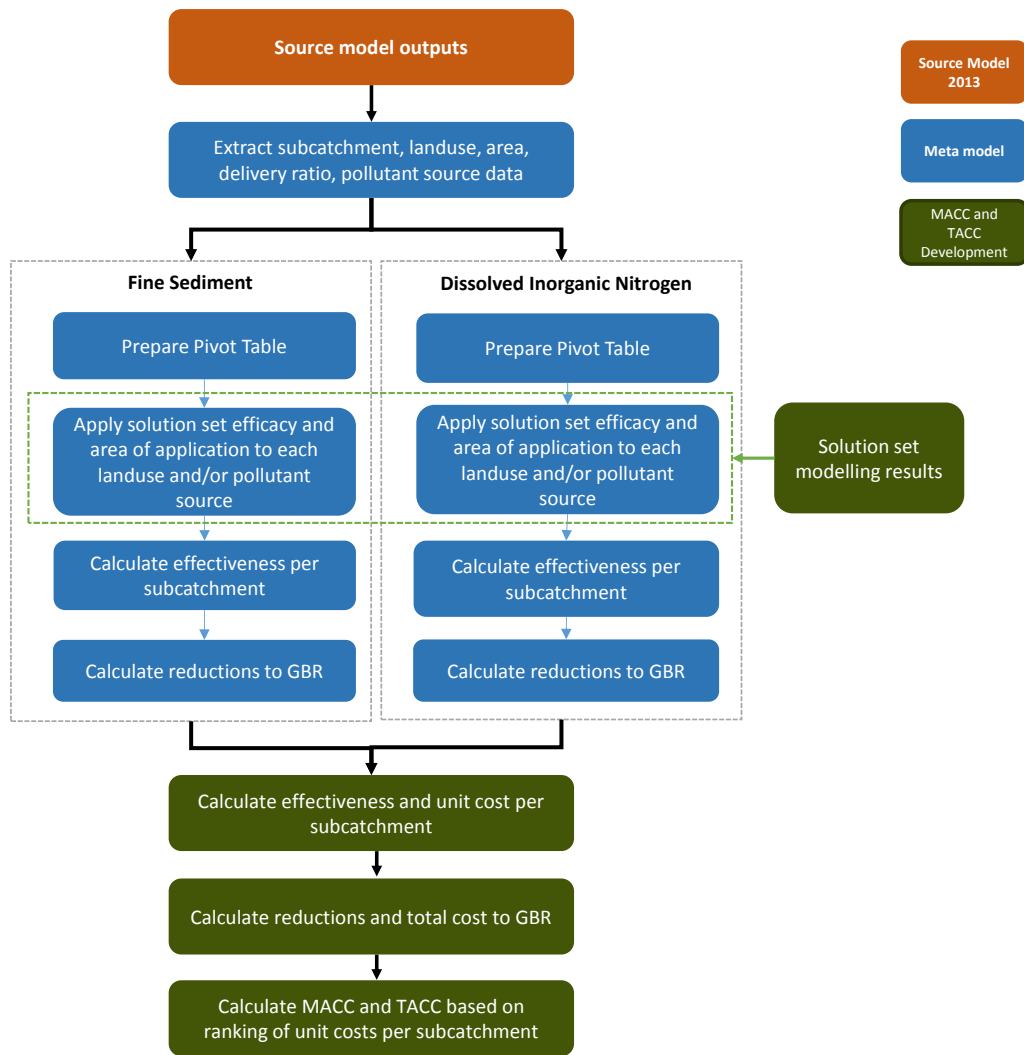 Source model outputs
Source Model
2013
Extract subcatchment, landuse, area,
delivery ratio, pollutant source data
Meta model
MACC and
TACC
Development
Fine Sediment
Dissolved Inorganic Nitrogen
Prepare Pivot Table
Prepare Pivot Table
Apply solution set efficacy and
area of application to each
landuse and/or pollutant
source
Apply solution set efficacy and
area of application to each
landuse and/or pollutant
source
Solution set
modelling results
Calculate effectiveness per
subcatchment
Calculate effectiveness per
subcatchment
Calculate reductions to GBR
Calculate reductions to GBR
Calculate effectiveness and unit cost per
subcatchment
Calculate reductions and total cost to GBR
Calculate MACC and TACC based on
ranking of unit costs per subcatchment